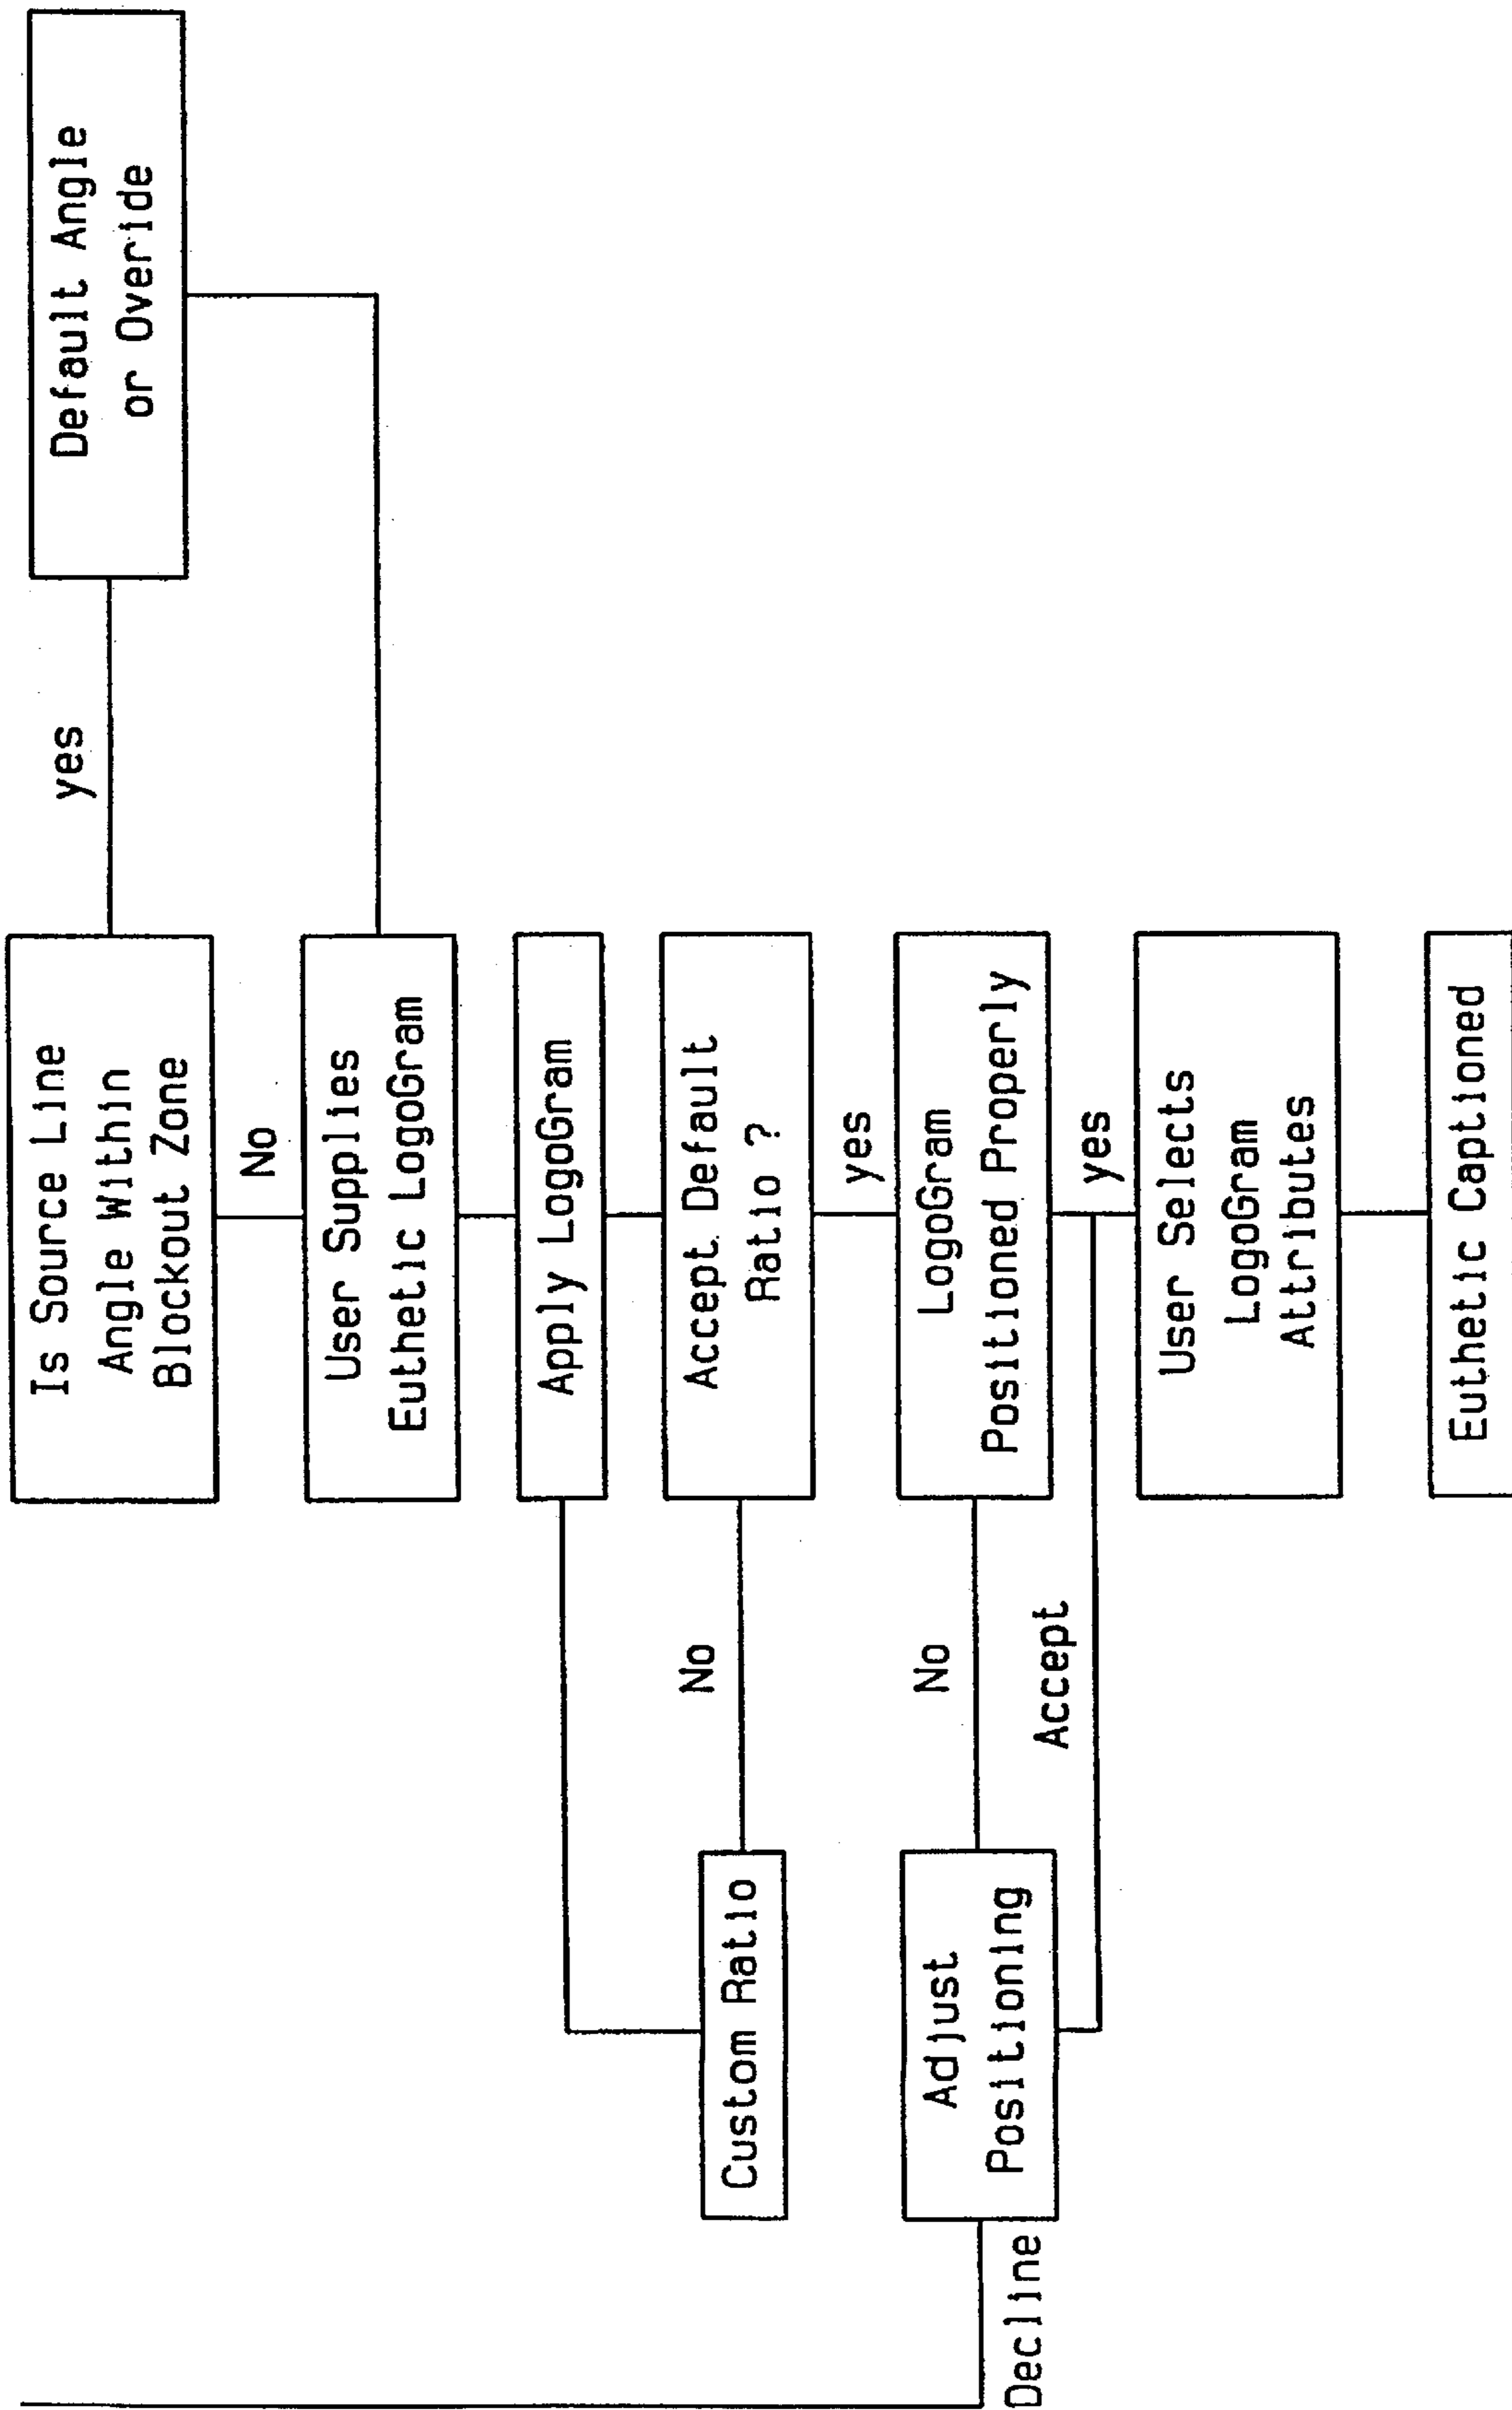 Is Source Line
Angle Within
Blockout Zone
yes
Default Angle
or Overide
No
User Supplies
Euthetic LogoGram
Apply LogoGram
Accept Default
Ratio ?
No
Custom Ratio
yes
LogoGram
Positioned Properly
No
Adjust
Positioning
Decline
Accept
yes
User Selects
LogoGram
Attributes
Euthetic Captioned